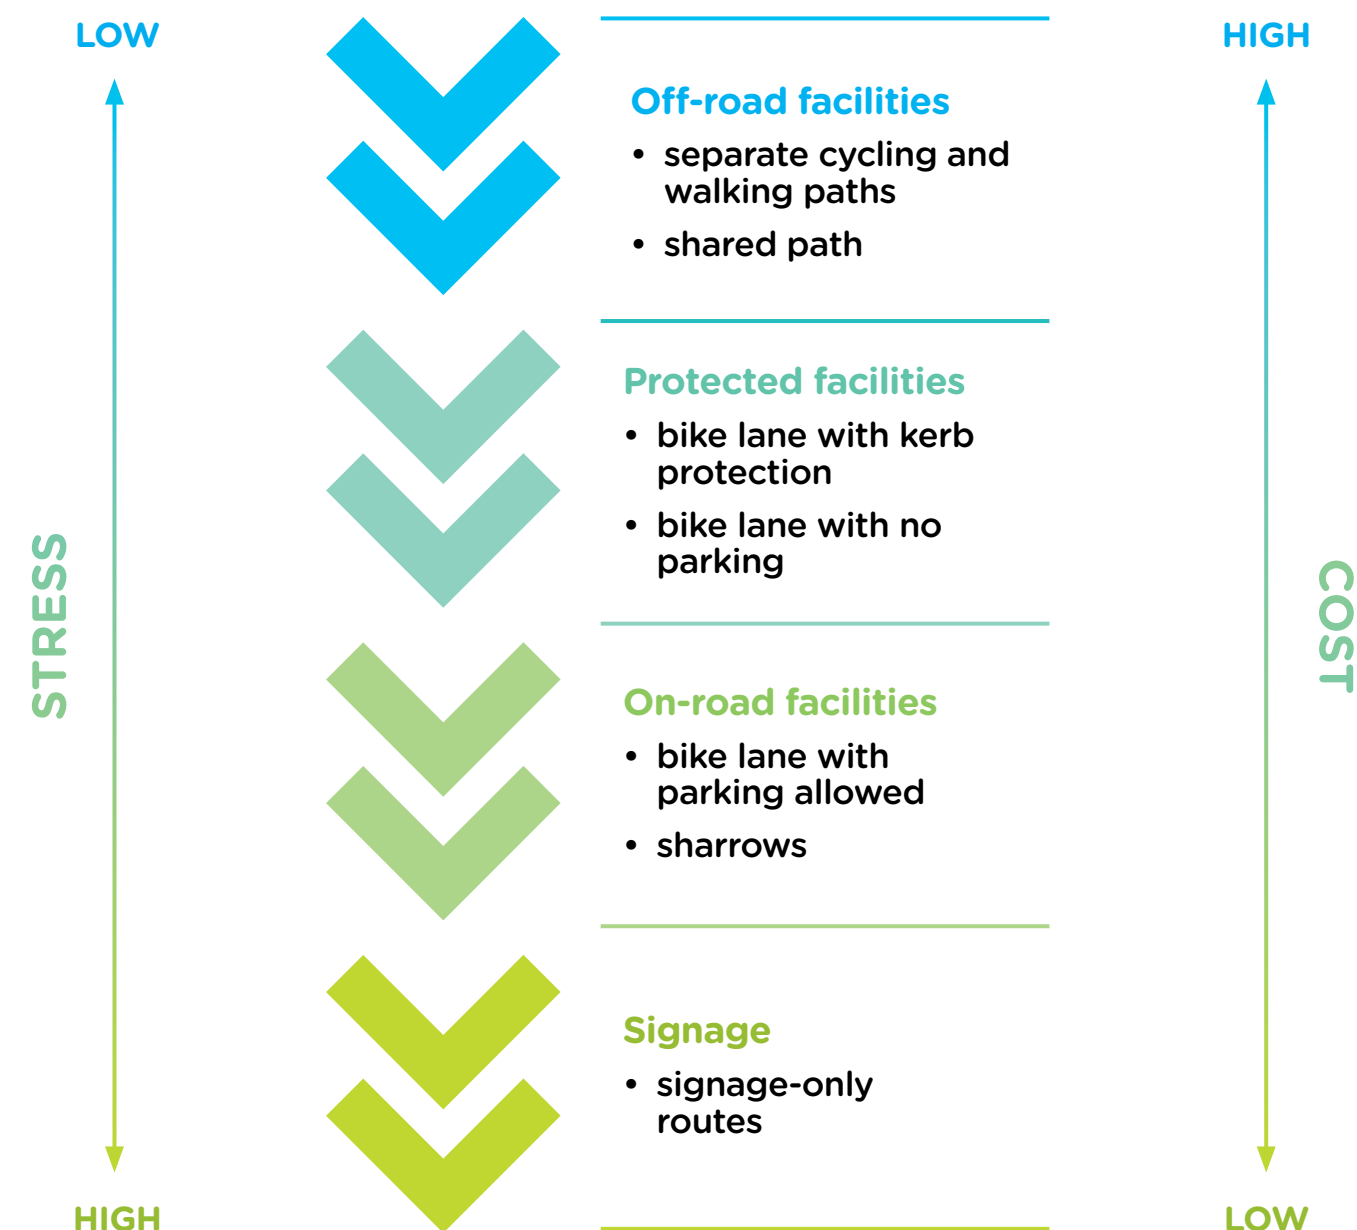 LOW
HIGH
Off-road facilities
• separate cycling and
walking paths
• shared path
Protected facilities
• bike lane with kerb
protection
• bike lane with no
parking
STRESS
COST
On-road facilities
• bike lane with
parking allowed
• sharrows
Signage
• signage-only
routes
HIGH
LOW